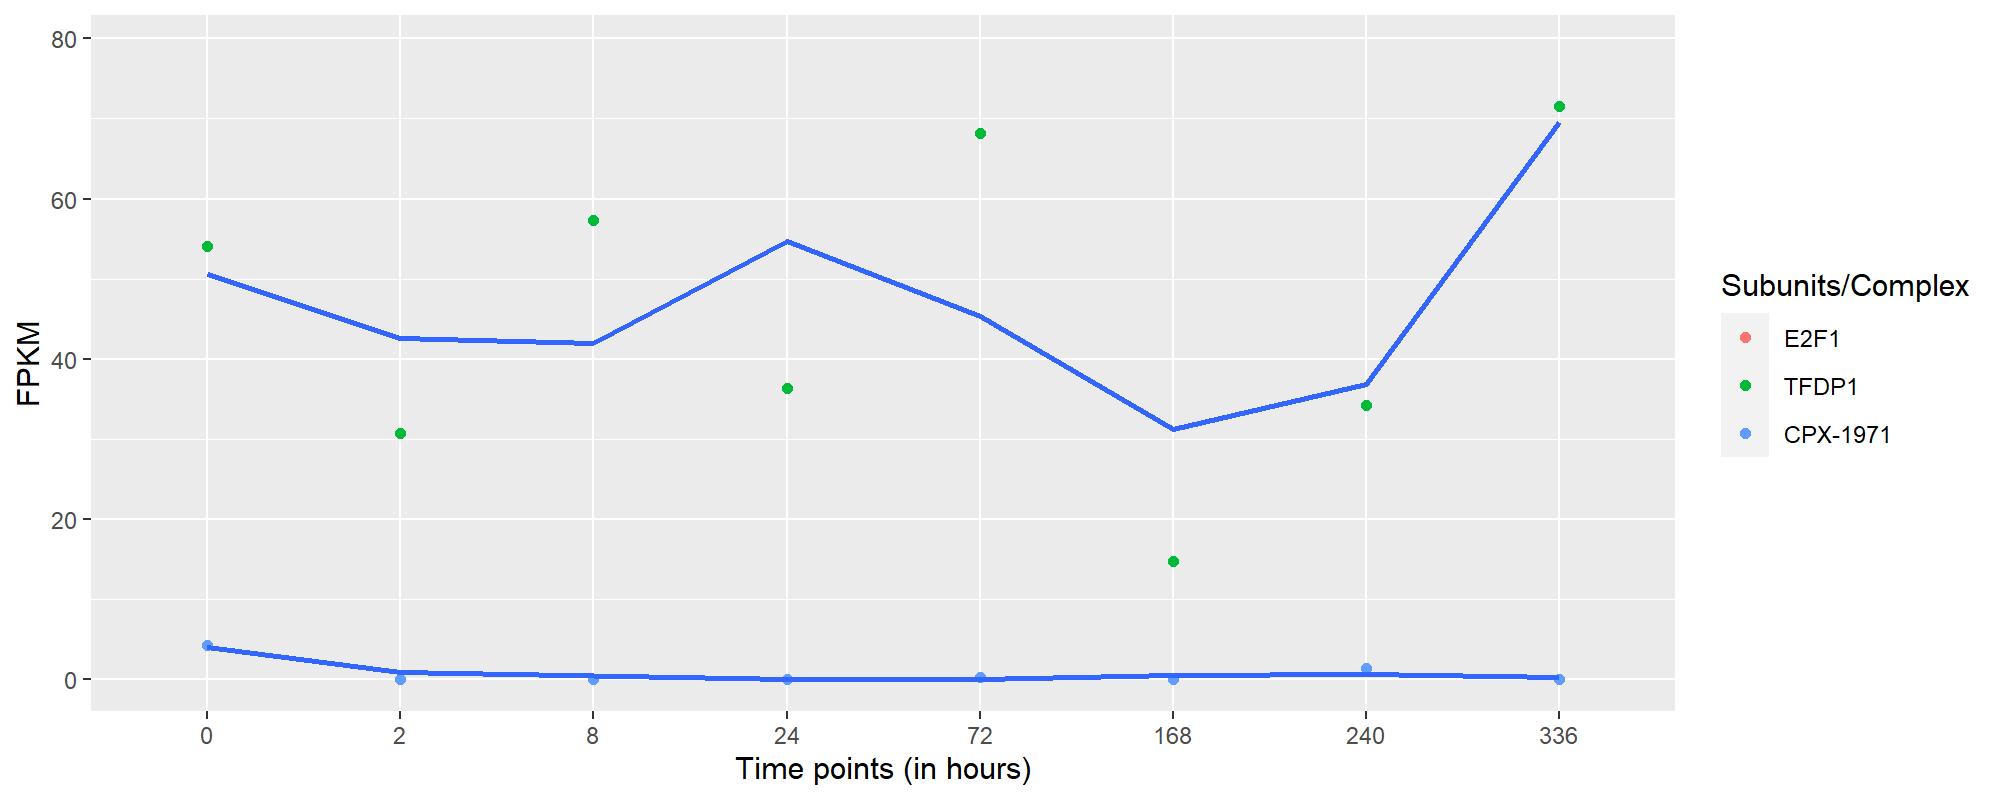 80
60
40
20
0
FPKM
0 2 8 24 72 168 240 336
Time points (in hours)
Subunits/Complex
E2F1
TFDP1
CPX-1971